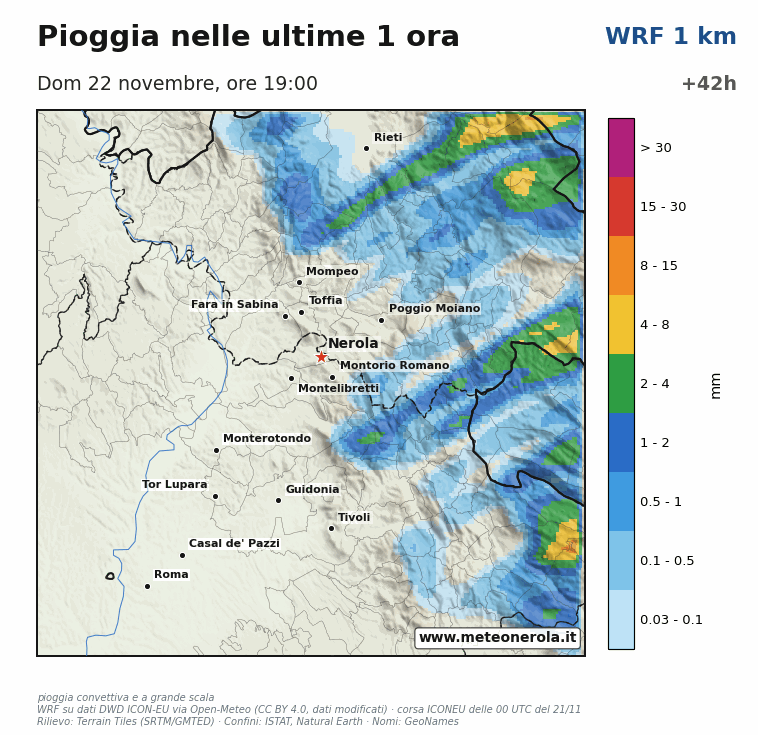 Pioggia nelle ultime 1 ora
WRF 1 km
Dom 22 novembre, ore 19:00
+42h
Rieti
Mompeo
Fara in Sabina
Toffia
Poggio Moiano
Nerola
Montorio Romano
Montelibretti
Monterotondo
Tor Lupara
Guidonia
Tivoli
Casal de' Pazzi
Roma
www.meteonerola.it
> 30
15 - 30
8 - 15
4 - 8
2 - 4
1 - 2
0.5 - 1
0.1 - 0.5
0.03 - 0.1
mm
pioggia convettiva e a grande scala
WRF su dati DWD ICON-EU via Open-Meteo (CC BY 4.0, dati modificati) · corsa ICONEU delle 00 UTC del 21/11
Rilievo: Terrain Tiles (SRTM/GMTED) · Confini: ISTAT, Natural Earth · Nomi: GeoNames